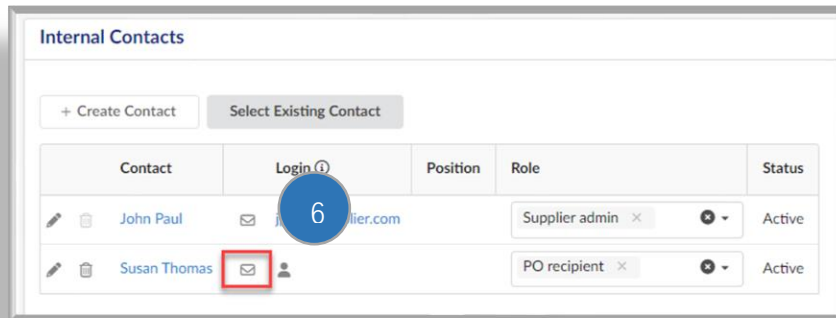 Internal Contacts
+ Create Contact Select Existing Contact
Contact Login Position Role Status
John Paul lier.com Supplier admin × Active
6
Susan Thomas PO recipient × Active